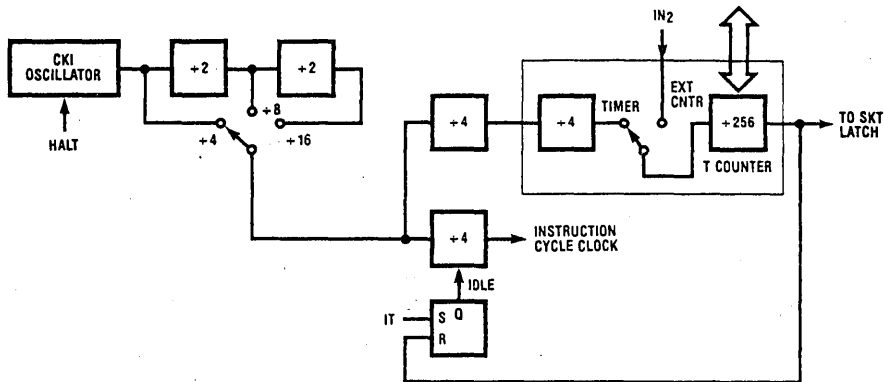 CKI
OSCILLATOR
HALT
÷2
÷2
÷8
÷4
÷16
IN2
÷4
÷4
TIMER
EXT
CNTR
÷256
T COUNTER
TO SKT
LATCH
÷4
INSTRUCTION
CYCLE CLOCK
IDLE
IT
S Q
R